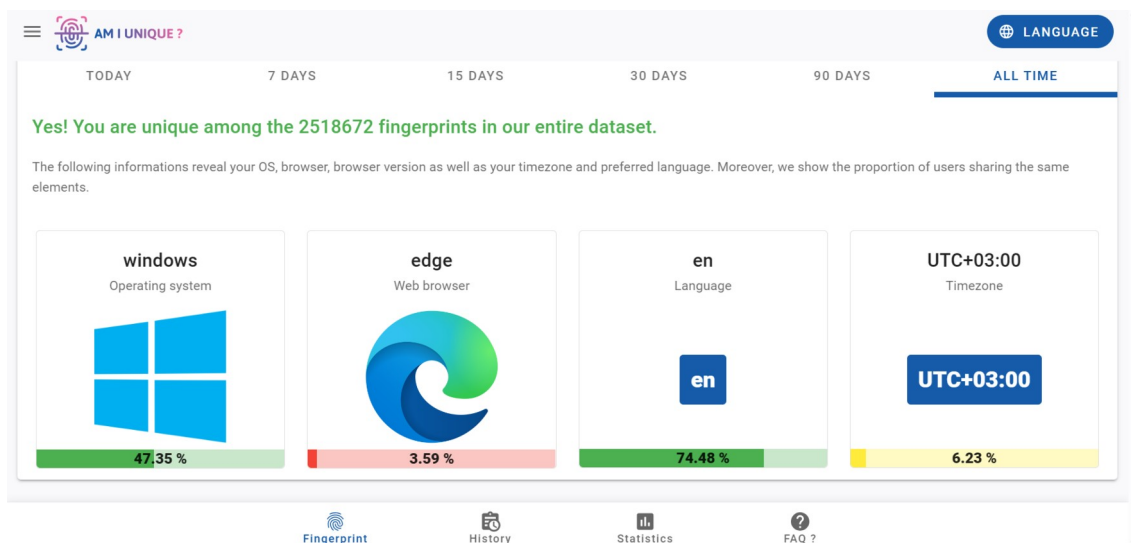 AM I UNIQUE ?
LANGUAGE
TODAY 7 DAYS 15 DAYS 30 DAYS 90 DAYS ALL TIME
Yes! You are unique among the 2518672 fingerprints in our entire dataset.
The following informations reveal your OS, browser, browser version as well as your timezone and preferred language. Moreover, we show the proportion of users sharing the same
elements.
windows
Operating system
47.35 %
edge
Web browser
3.59 %
en
Language
en
74.48 %
UTC+03:00
Timezone
UTC+03:00
6.23 %
Fingerprint History Statistics FAQ ?